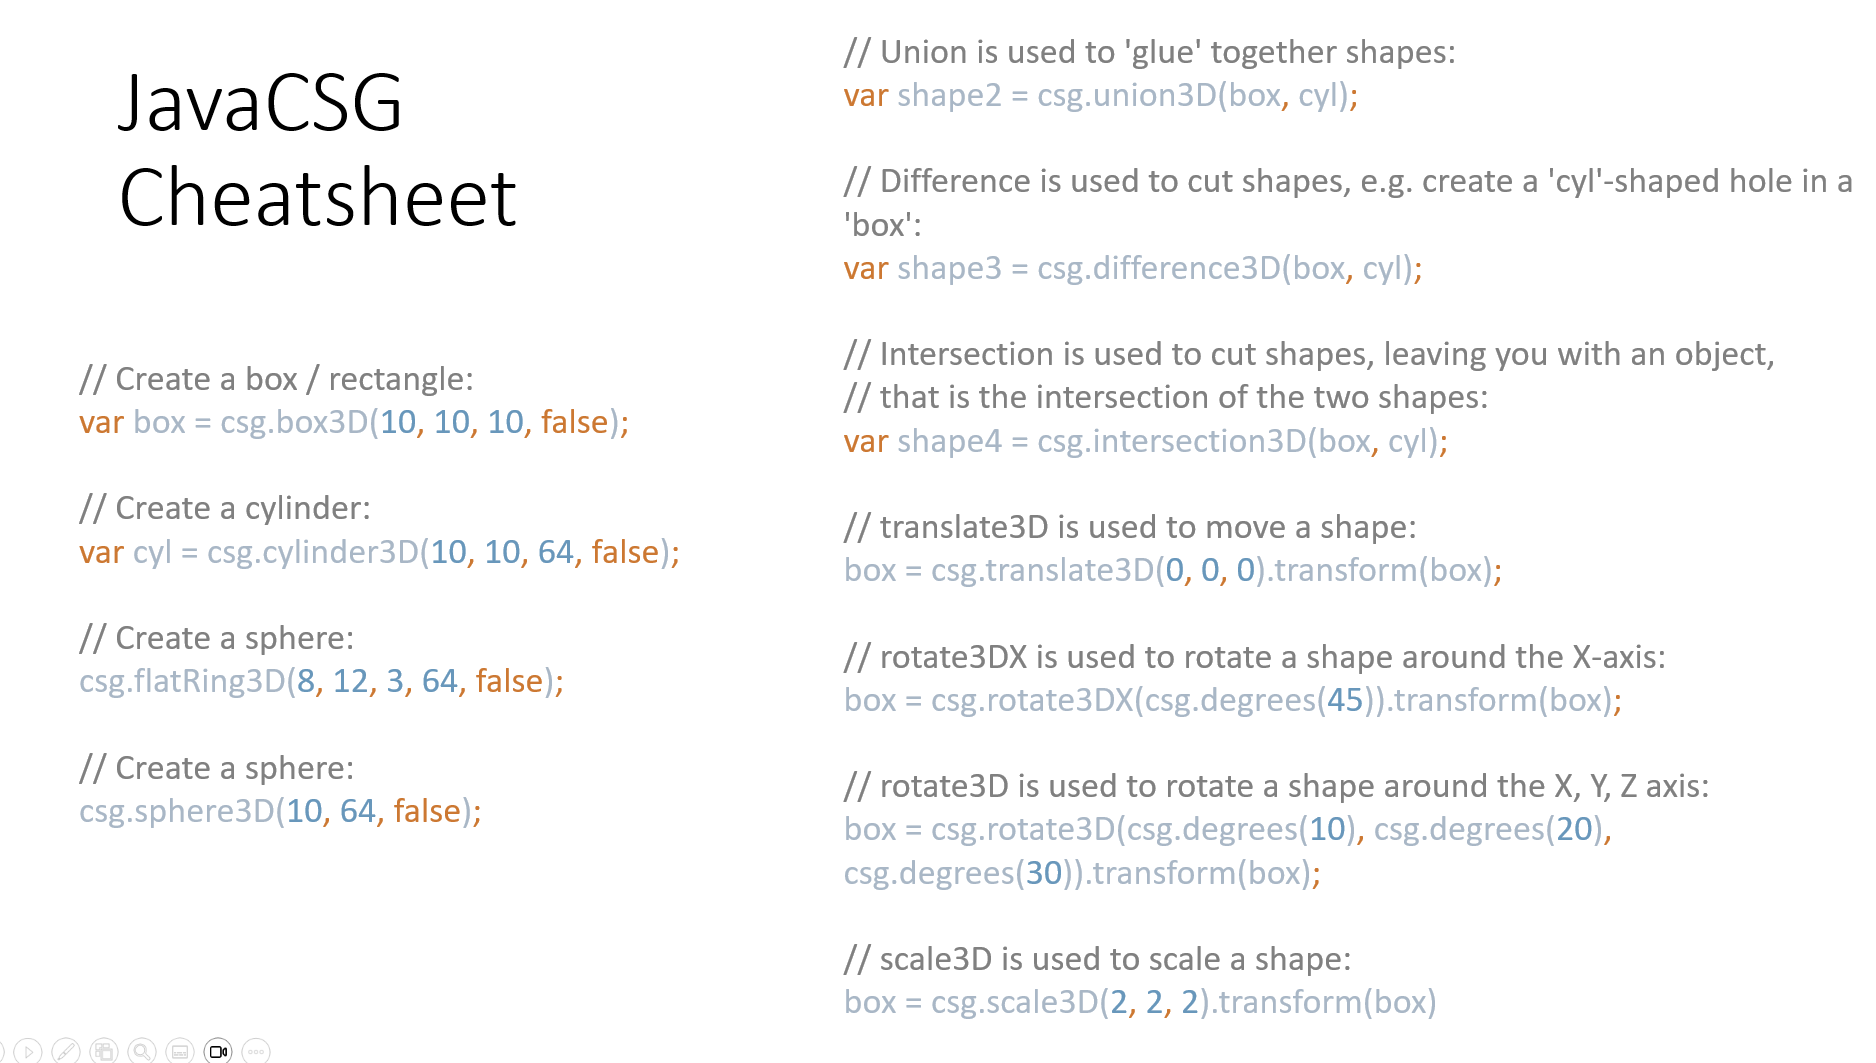 JavaCSG
Cheatsheet
// Create a box / rectangle:
var box = csg.box3D(10, 10, 10, false);
// Create a cylinder:
var cyl = csg.cylinder3D(10, 10, 64, false);
// Create a sphere:
csg.flatRing3D(8, 12, 3, 64, false);
// Create a sphere:
csg.sphere3D(10, 64, false);
// Union is used to 'glue' together shapes:
var shape2 = csg.union3D(box, cyl);
// Difference is used to cut shapes, e.g. create a 'cyl'-shaped hole in a
'box':
var shape3 = csg.difference3D(box, cyl);
// Intersection is used to cut shapes, leaving you with an object,
// that is the intersection of the two shapes:
var shape4 = csg.intersection3D(box, cyl);
// translate3D is used to move a shape:
box = csg.translate3D(0, 0, 0).transform(box);
// rotate3DX is used to rotate a shape around the X-axis:
box = csg.rotate3DX(csg.degrees(45)).transform(box);
// rotate3D is used to rotate a shape around the X, Y, Z axis:
box = csg.rotate3D(csg.degrees(10), csg.degrees(20),
csg.degrees(30)).transform(box);
// scale3D is used to scale a shape:
box = csg.scale3D(2, 2, 2).transform(box)